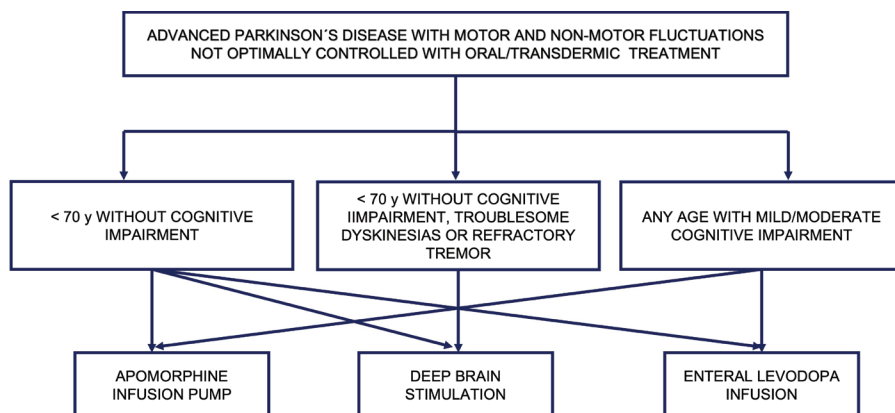 ADVANCED PARKINSON´S DISEASE WITH MOTOR AND NON-MOTOR FLUCTUATIONS
NOT OPTIMALLY CONTROLLED WITH ORAL/TRANSDERMIC TREATMENT
< 70 y WITHOUT COGNITIVE
IMPAIRMENT
< 70 y WITHOUT COGNITIVE
IIMPAIRMENT, TROUBLESOME
DYSKINESIAS OR REFRACTORY
TREMOR
ANY AGE WITH MILD/MODERATE
COGNITIVE IMPAIRMENT
APOMORPHINE
INFUSION PUMP
DEEP BRAIN
STIMULATION
ENTERAL LEVODOPA
INFUSION